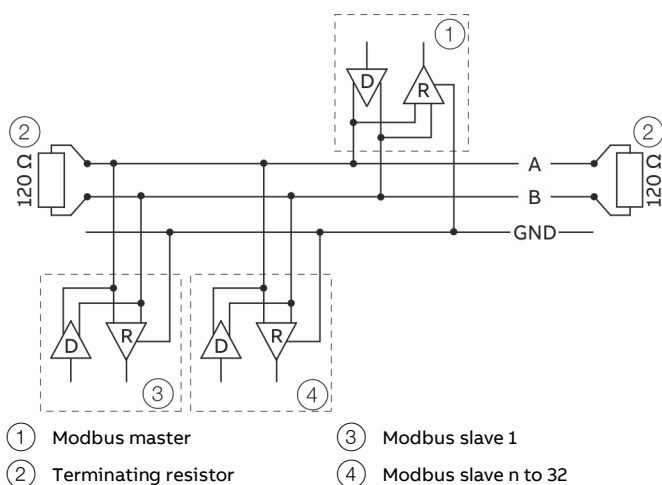 1
D
R
2
120 Ω
2
120 Ω
A
B
GND
D
R
3
D
R
4
1 Modbus master
3 Modbus slave 1
2 Terminating resistor
4 Modbus slave n to 32